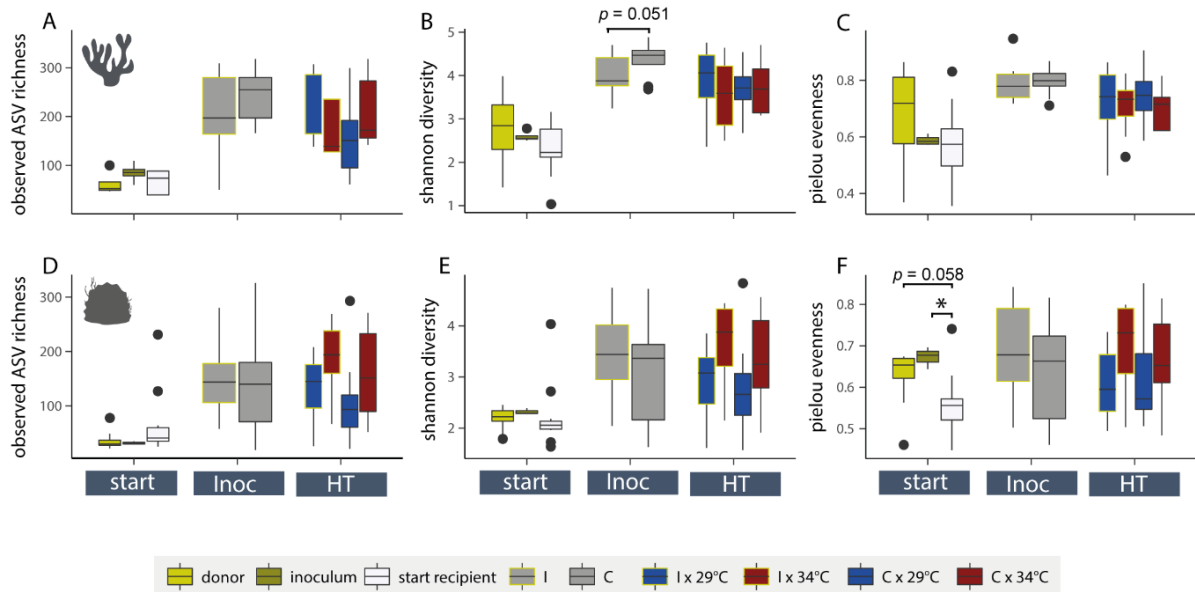 A
observed ASV richness
300
200
100
B
p = 0.051
shannon diversity
5
4
3
2
1
C
pielou evenness
0.8
0.6
0.4
D
observed ASV richness
300
200
100
E
shannon diversity
4
3
2
F
p = 0.058
*
pielou evenness
0.8
0.7
0.6
0.5
start Inoc HT
start Inoc HT
start Inoc HT
donor inoculum start recipient I C I x 29°C I x 34°C C x 29°C C x 34°C